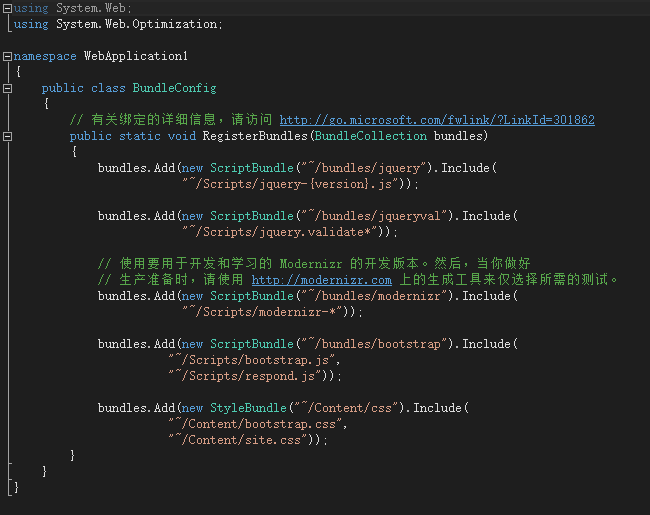 using System.Web;
using System.Web.Optimization;
namespace WebApplication1
{
public class BundleConfig
{
// 有关绑定的详细信息，请访问 http://go.microsoft.com/fwlink/?LinkId=301862
public static void RegisterBundles(BundleCollection bundles)
{
bundles.Add(new ScriptBundle("~/bundles/jquery").Include(
"~/Scripts/jquery-{version}.js"));
bundles.Add(new ScriptBundle("~/bundles/jqueryval").Include(
"~/Scripts/jquery.validate*"));
// 使用要用于开发和学习的 Modernizr 的开发版本。然后，当你做好
// 生产准备时，请使用 http://modernizr.com 上的生成工具来仅选择所需的测试。
bundles.Add(new ScriptBundle("~/bundles/modernizr").Include(
"~/Scripts/modernizr-*"));
bundles.Add(new ScriptBundle("~/bundles/bootstrap").Include(
"~/Scripts/bootstrap.js",
"~/Scripts/respond.js"));
bundles.Add(new StyleBundle("~/Content/css").Include(
"~/Content/bootstrap.css",
"~/Content/site.css"));
}
}
}